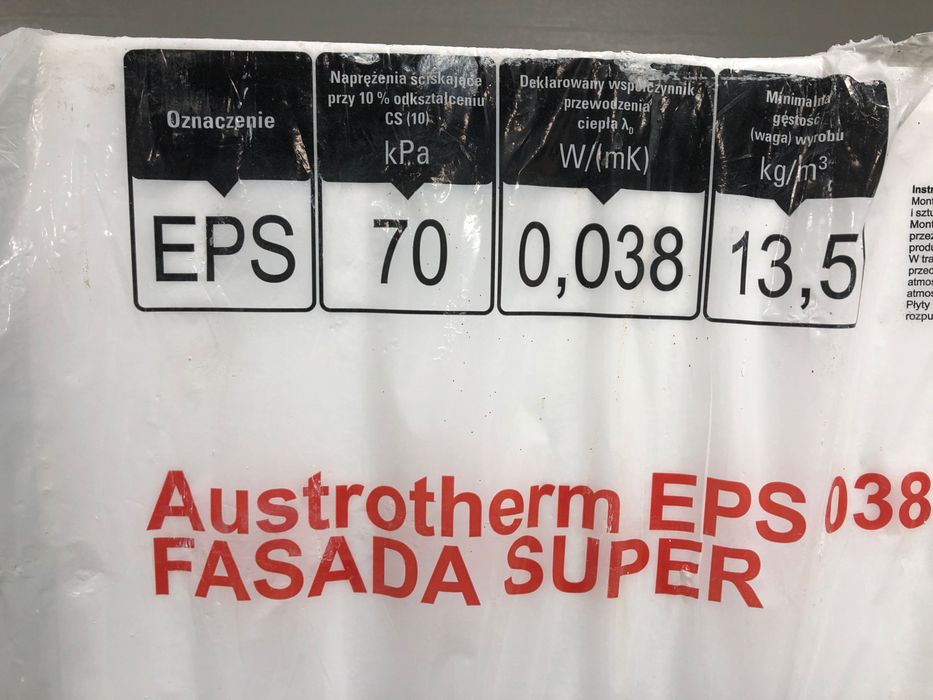 Oznaczenie
EPS
Naprężenia ściskające
przy 10 % odkształceniu
CS (10)
kPa
70
Deklarowany współczynnik
przewodzenia
ciepła λD
W/(mK)
0,038
Minimalna
gęstość
(waga) wyrobu
kg/m³
13,5
Austrotherm EPS 038
FASADA SUPER
i
W
Płyty